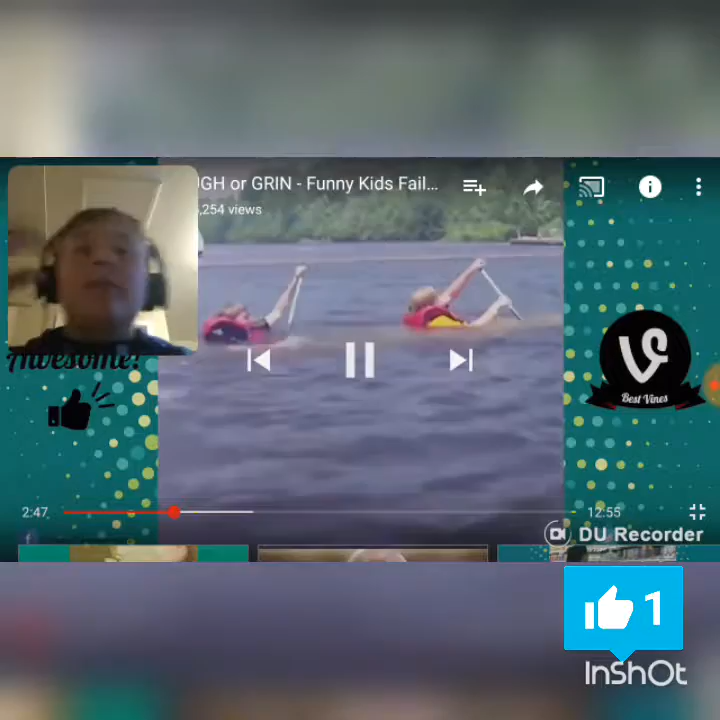 GH or GRIN - Funny Kids Fail...
,254 views
Awesome!
Best Vines
2:47
12:55
DU Recorder
1
InShOt